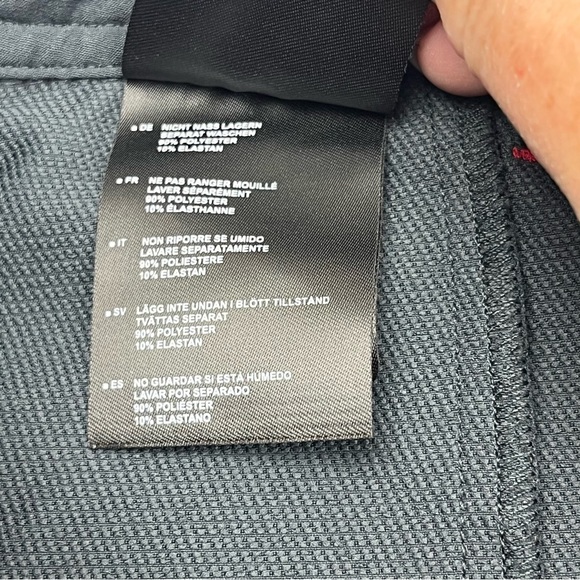 • DE NICHT NASS LAGERN
SEPARAT WASCHEN
90% POLYESTER
10% ELASTAN
• FR NE PAS RANGER MOUILLÉ
LAVER SÉPARÉMENT
90% POLYESTER
10% ÉLASTHANNE
• IT NON RIPORRE SE UMIDO
LAVARE SEPARATAMENTE
90% POLIESTERE
10% ELASTAN
• SV LÄGG INTE UNDAN I BLÖTT TILLSTÅND
TVÄTTAS SEPARAT
90% POLYESTER
10% ELASTAN
• ES NO GUARDAR SI ESTÁ HÚMEDO
LAVAR POR SEPARADO
90% POLIÉSTER
10% ELASTANO